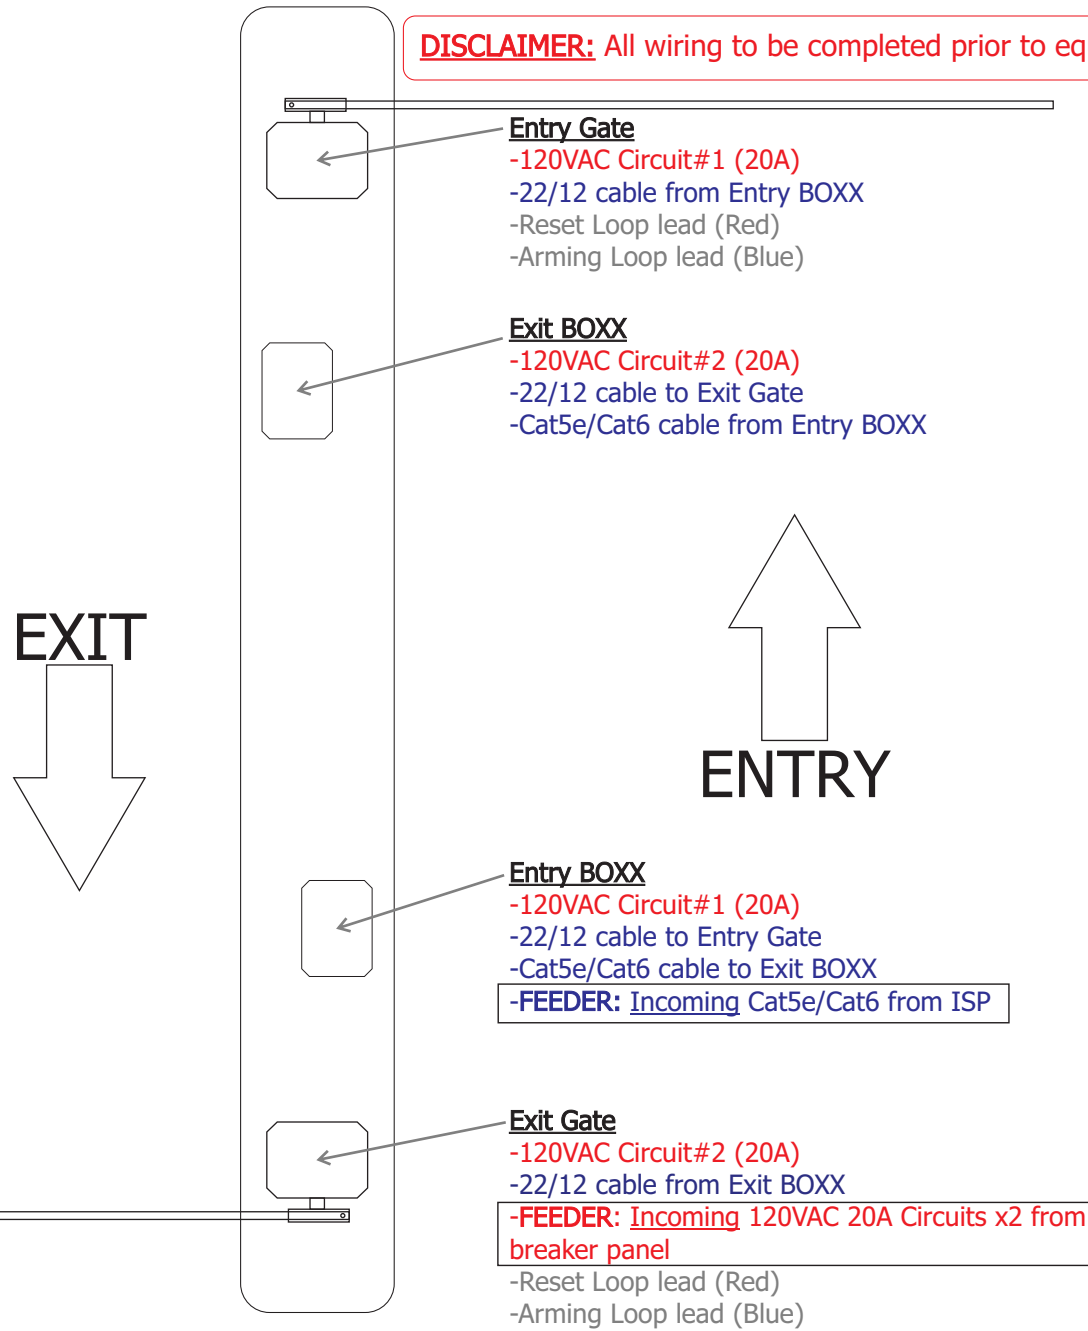 DISCLAIMER: All wiring to be completed prior to eq
Entry Gate
-120VAC Circuit#1 (20A)
-22/12 cable from Entry BOXX
-Reset Loop lead (Red)
-Arming Loop lead (Blue)
Exit BOXX
-120VAC Circuit#2 (20A)
-22/12 cable to Exit Gate
-Cat5e/Cat6 cable from Entry BOXX
EXIT
ENTRY
Entry BOXX
-120VAC Circuit#1 (20A)
-22/12 cable to Entry Gate
-Cat5e/Cat6 cable to Exit BOXX
-FEEDER: Incoming Cat5e/Cat6 from ISP
Exit Gate
-120VAC Circuit#2 (20A)
-22/12 cable from Exit BOXX
-FEEDER: Incoming 120VAC 20A Circuits x2 from
breaker panel
-Reset Loop lead (Red)
-Arming Loop lead (Blue)